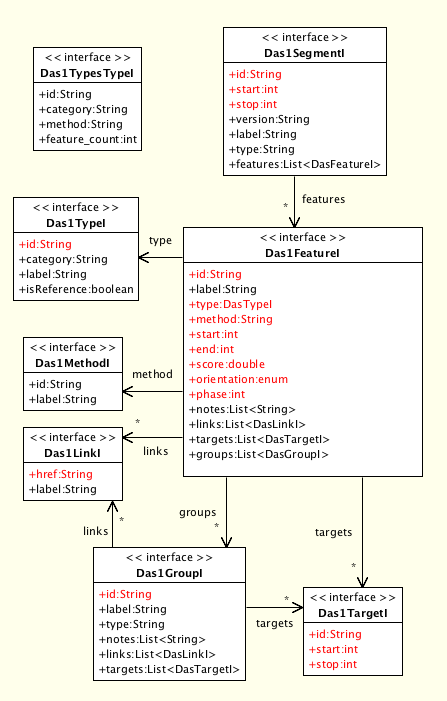 << interface >>
Das1TypesTypeI
+id:String
+category:String
+method:String
+feature_count:int
<< interface >>
Das1SegmentI
+id:String
+start:int
+stop:int
+version:String
+label:String
+type:String
+features:List<DasFeatureI>
features
*
<< interface >>
Das1TypeI
+id:String
+category:String
+label:String
+isReference:boolean
type
<< interface >>
Das1FeatureI
+id:String
+label:String
+type:DasTypeI
+method:String
+start:int
+end:int
+score:double
+orientation:enum
+phase:int
+notes:List<String>
+links:List<DasLinkI>
+targets:List<DasTargetI>
+groups:List<DasGroupI>
<< interface >>
Das1MethodI
+id:String
+label:String
method
<< interface >>
Das1LinkI
+href:String
+label:String
*
links
*
links
groups
*
targets
*
<< interface >>
Das1GroupI
+id:String
+label:String
+type:String
+notes:List<String>
+links:List<DasLinkI>
+targets:List<DasTargetI>
*
targets
<< interface >>
Das1TargetI
+id:String
+start:int
+stop:int